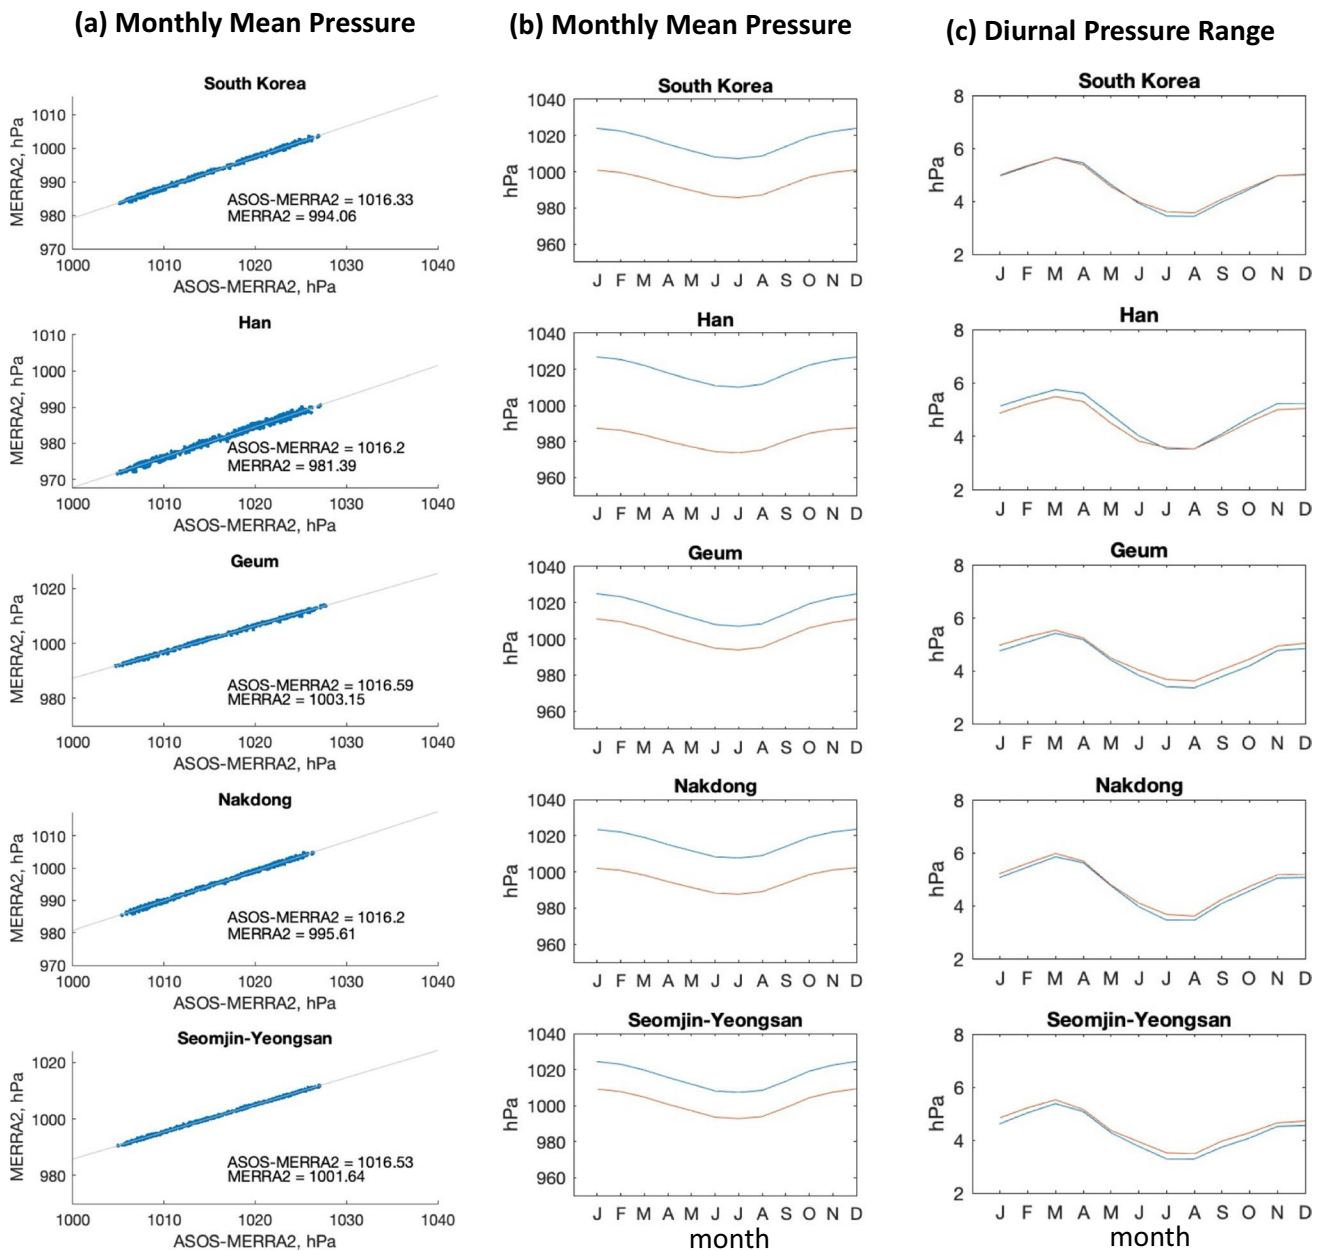 (a) Monthly Mean Pressure
South Korea
MERRA2, hPa
1010
1000
990
980
970
1000 1010 1020 1030 1040
ASOS-MERRA2 = 1016.33
MERRA2 = 994.06
ASOS-MERRA2, hPa
Han
MERRA2, hPa
1010
1000
990
980
970
1000 1010 1020 1030 1040
ASOS-MERRA2 = 1016.2
MERRA2 = 981.39
ASOS-MERRA2, hPa
Geum
MERRA2, hPa
1020
1000
980
1000 1010 1020 1030 1040
ASOS-MERRA2 = 1016.59
MERRA2 = 1003.15
ASOS-MERRA2, hPa
Nakdong
MERRA2, hPa
1010
1000
990
980
970
1000 1010 1020 1030 1040
ASOS-MERRA2 = 1016.2
MERRA2 = 995.61
ASOS-MERRA2, hPa
Seomjin-Yeongsan
MERRA2, hPa
1020
1000
980
1000 1010 1020 1030 1040
ASOS-MERRA2 = 1016.53
MERRA2 = 1001.64
ASOS-MERRA2, hPa
(b) Monthly Mean Pressure
South Korea
hPa
1040
1020
1000
980
960
J F M A M J J A S O N D
Han
hPa
1040
1020
1000
980
960
J F M A M J J A S O N D
Geum
hPa
1040
1020
1000
980
960
J F M A M J J A S O N D
Nakdong
hPa
1040
1020
1000
980
960
J F M A M J J A S O N D
Seomjin-Yeongsan
hPa
1040
1020
1000
980
960
J F M A M J J A S O N D
month
(c) Diurnal Pressure Range
South Korea
hPa
8
6
4
2
J F M A M J J A S O N D
Han
hPa
8
6
4
2
J F M A M J J A S O N D
Geum
hPa
8
6
4
2
J F M A M J J A S O N D
Nakdong
hPa
8
6
4
2
J F M A M J J A S O N D
Seomjin-Yeongsan
hPa
8
6
4
2
J F M A M J J A S O N D
month